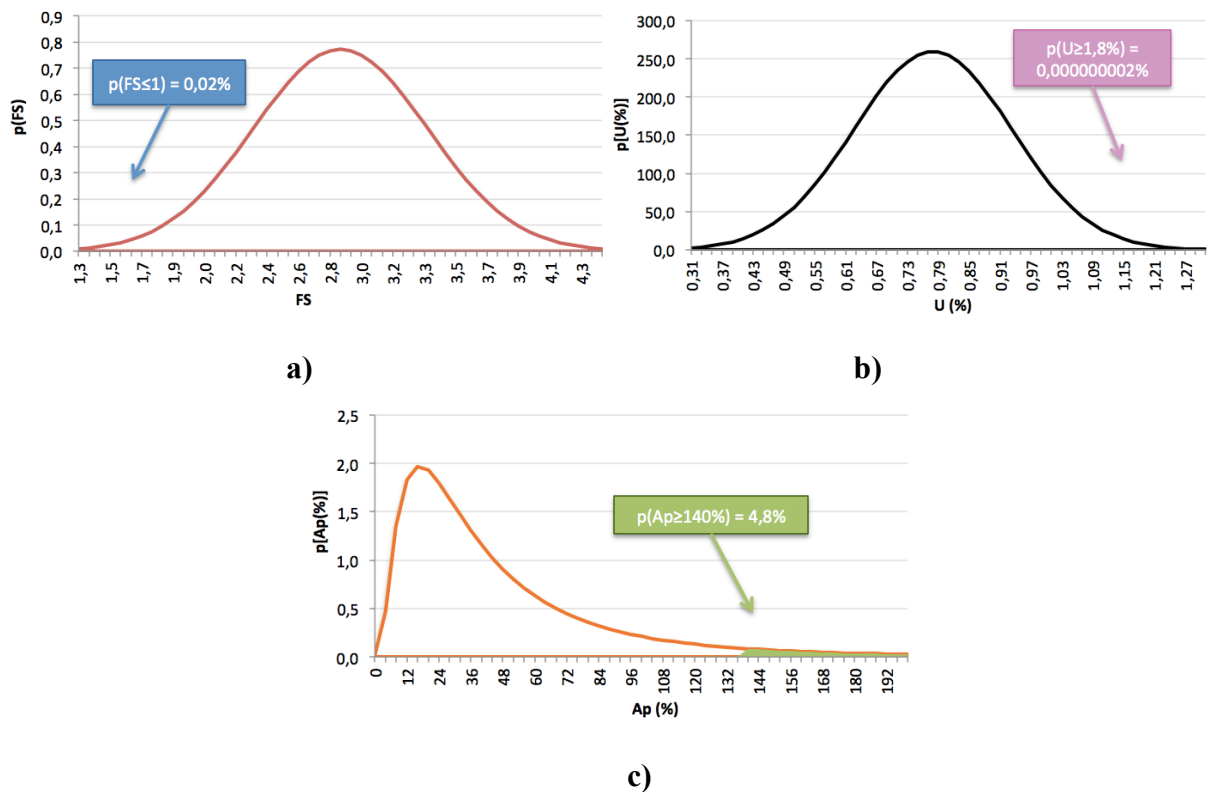 0,9
0,8
0,7
0,6
0,5
0,4
0,3
0,2
0,1
0,0
p(FS)
p(FS≤1) = 0,02%
1,3 1,5 1,7 1,9 2,0 2,2 2,4 2,6 2,8 3,0 3,2 3,3 3,5 3,7 3,9 4,1 4,3
FS
a)
300,0
250,0
200,0
150,0
100,0
50,0
0,0
p[U(%)]
p(U≥1,8%) =
0,000000002%
0,31 0,37 0,43 0,49 0,55 0,61 0,67 0,73 0,79 0,85 0,91 0,97 1,03 1,09 1,15 1,21 1,27
U (%)
b)
2,5
2,0
1,5
1,0
0,5
0,0
p[Ap(%)]
p(Ap≥140%) = 4,8%
0 12 24 36 48 60 72 84 96 108 120 132 144 156 168 180 192
Ap (%)
c)